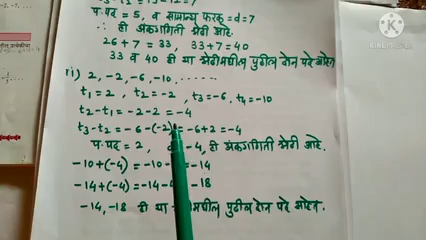 प.पद = 5, व सामान्य फरक = d = 7
∴ ही अंकगणिती श्रेढी आहे.
26 + 7 = 33, 33 + 7 = 40
33 व 40 ही या श्रेढीमधील पुढील दोन पदे आहेत
ii) 2, -2, -6, -10 .......
t₁ = 2, t₂ = -2, t₃ = -6, t₄ = -10
t₂ - t₁ = -2 - 2 = -4
t₃ - t₂ = -6 - (-2) = -6 + 2 = -4
प.पद = 2, -4, ही अंकगणिती श्रेढी आहे.
-10 + (-4) = -10 - = -14
-14 + (-4) = -14 - - 18
-14, -18 ही या पुढील दोन पदे आहेत.
KINEMASTER